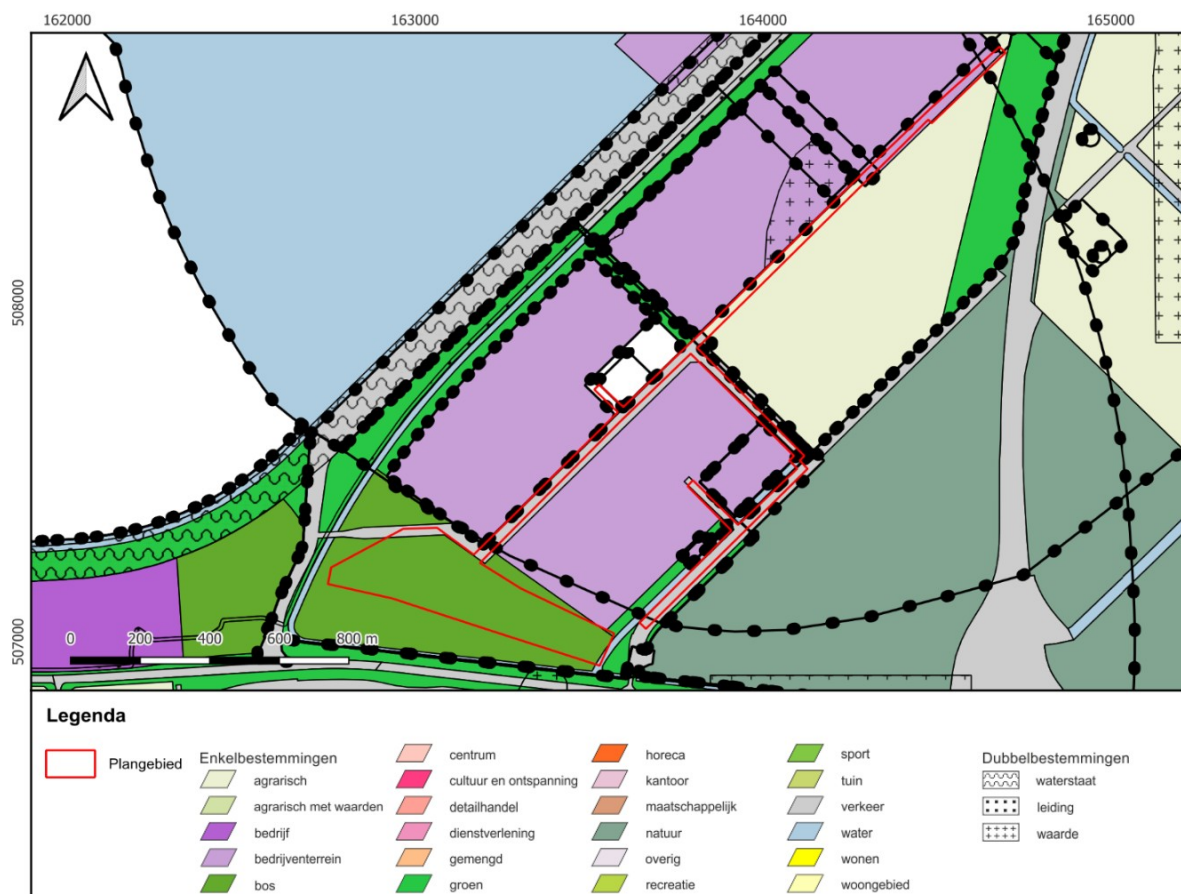 162000 163000 164000 165000
508000
507000
0 200 400 600 800 m
Legenda
Plangebied
Enkelbestemmingen
agrarisch
agrarisch met waarden
bedrijf
bedrijventerrein
bos
centrum
cultuur en ontspanning
detailhandel
dienstverlening
gemengd
groen
horeca
kantoor
maatschappelijk
natuur
overig
recreatie
sport
tuin
verkeer
water
wonen
woongebied
Dubbelbestemmingen
waterstaat
leiding
waarde